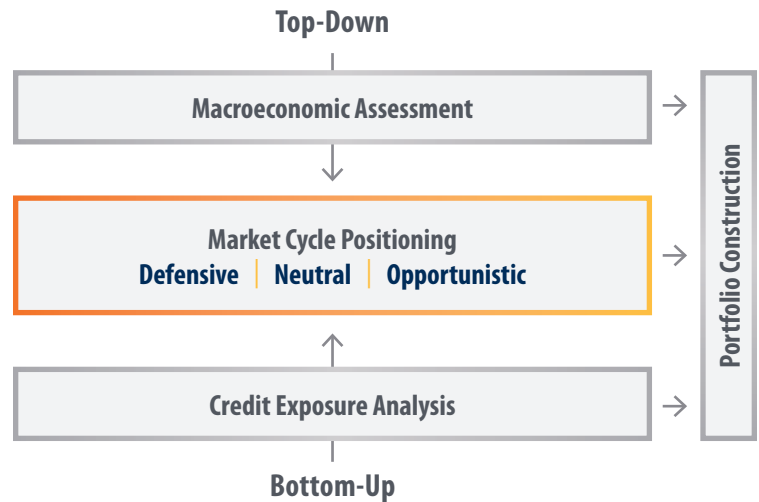 Top-Down
Macroeconomic Assessment
Market Cycle Positioning
Defensive | Neutral | Opportunistic
Credit Exposure Analysis
Bottom-Up
Portfolio Construction